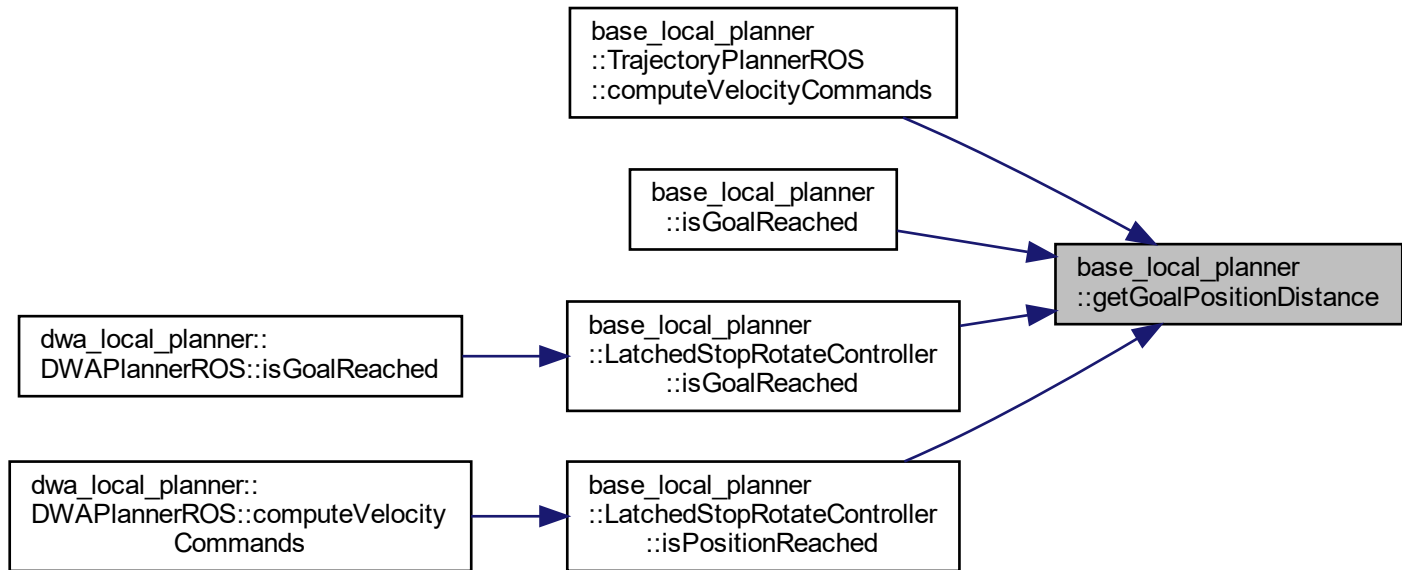 base_local_planner
::TrajectoryPlannerROS
::computeVelocityCommands
base_local_planner
::isGoalReached
base_local_planner
::getGoalPositionDistance
dwa_local_planner::
DWAPlannerROS::isGoalReached
base_local_planner
::LatchedStopRotateController
::isGoalReached
dwa_local_planner::
DWAPlannerROS::computeVelocity
Commands
base_local_planner
::LatchedStopRotateController
::isPositionReached